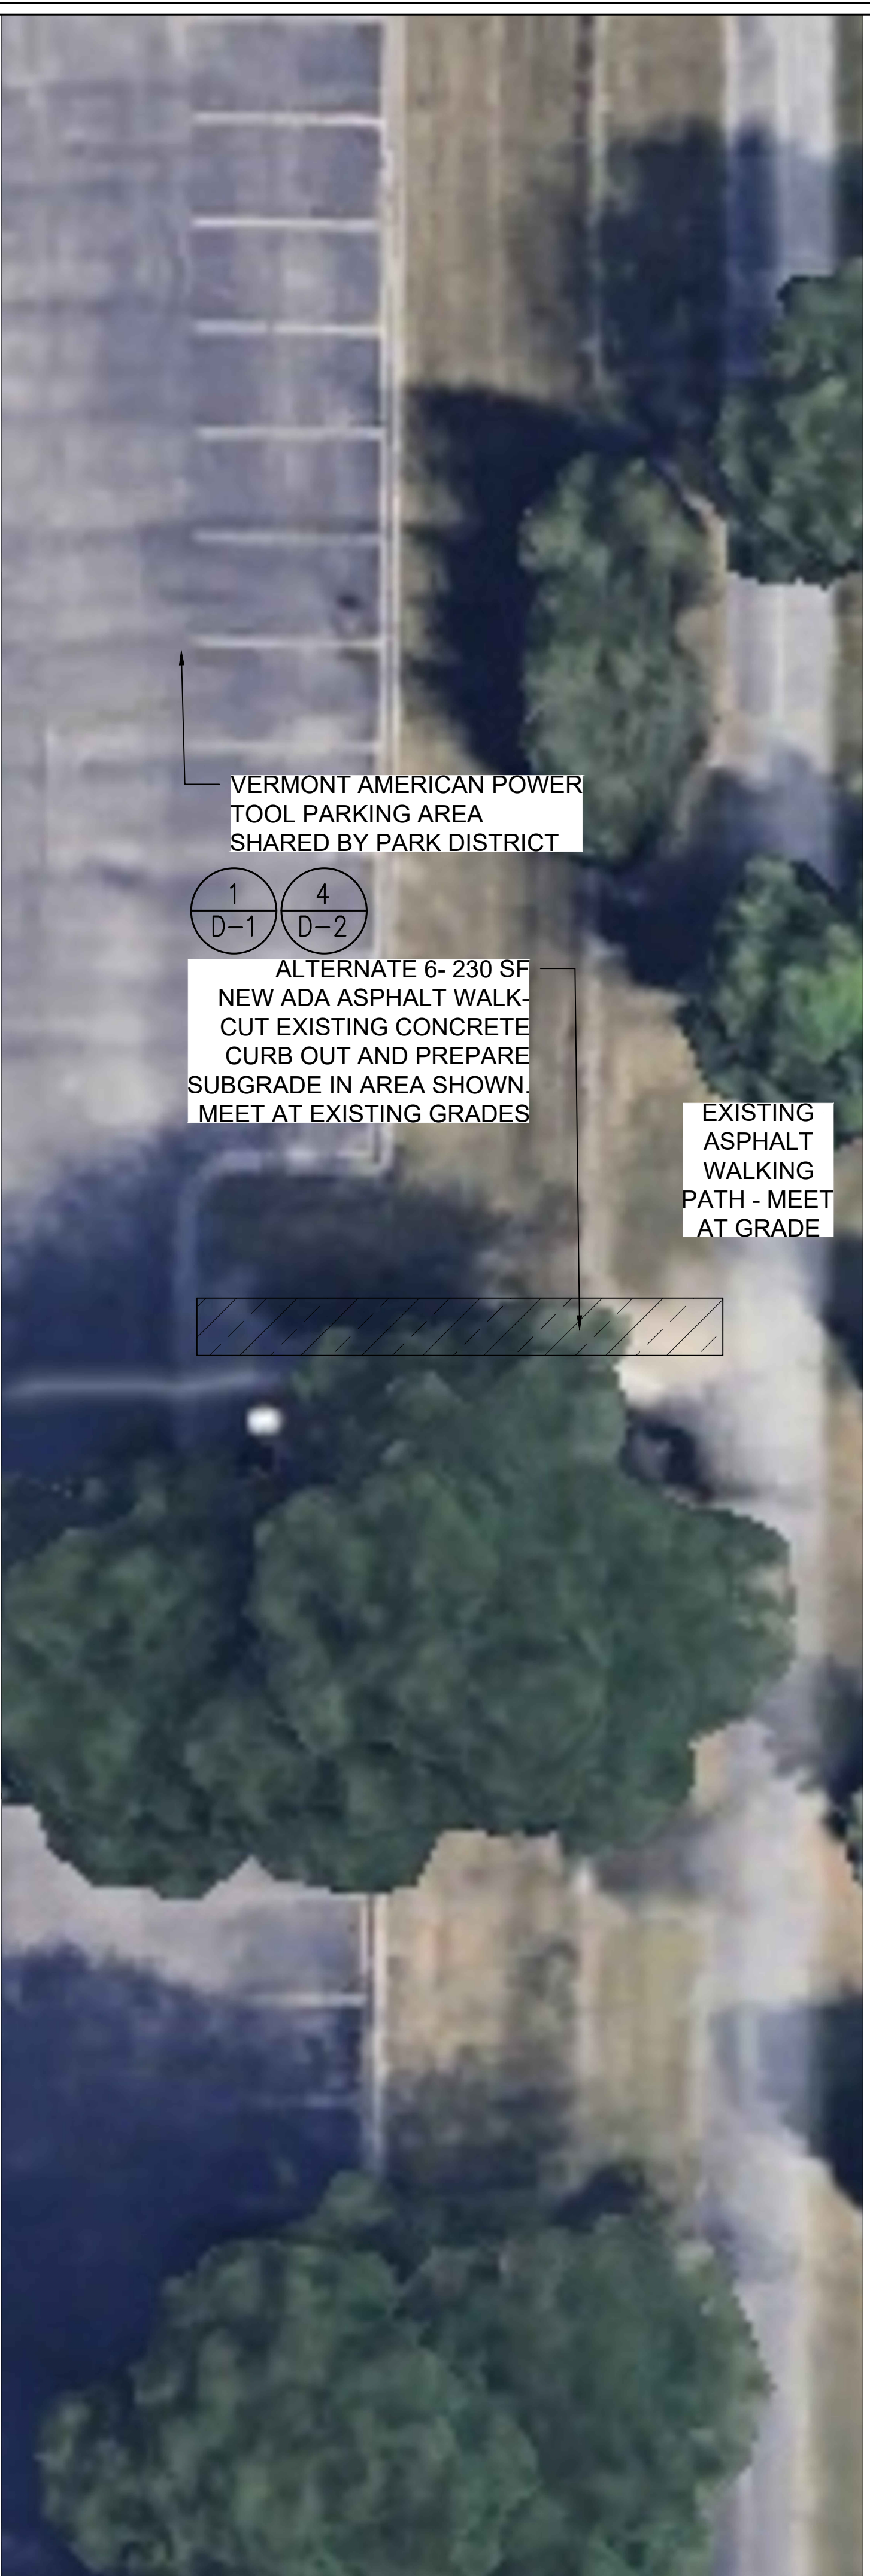 VERMONT AMERICAN POWER
TOOL PARKING AREA
SHARED BY PARK DISTRICT
1
D-1
4
D-2
ALTERNATE 6- 230 SF
NEW ADA ASPHALT WALK-
CUT EXISTING CONCRETE
CURB OUT AND PREPARE
SUBGRADE IN AREA SHOWN.
MEET AT EXISTING GRADES
EXISTING
ASPHALT
WALKING
PATH - MEET
AT GRADE